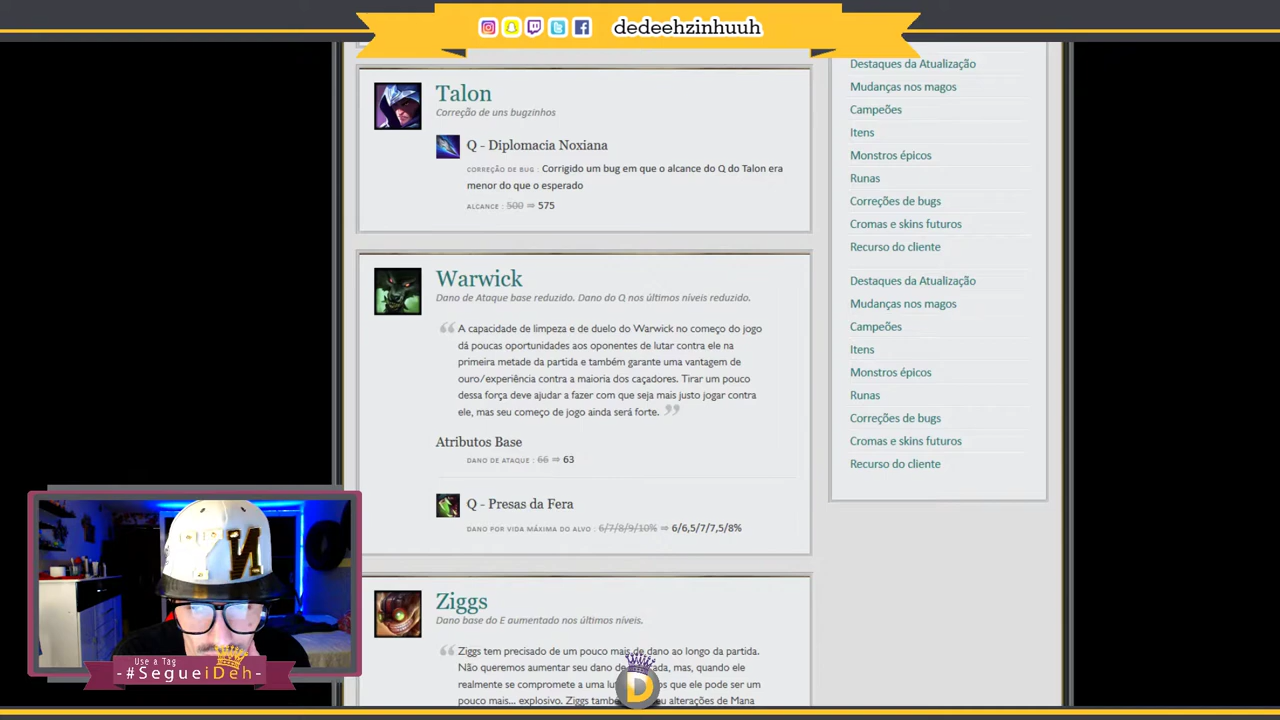 dedeehzinhuuh
Talon
Correção de uns bugzinhos
Q - Diplomacia Noxiana
CORREÇÃO DE BUG : Corrigido um bug em que o alcance do Q do Talon era
menor do que o esperado
ALCANCE : 500 ⇒ 575
Warwick
Dano de Ataque base reduzido. Dano do Q nos últimos níveis reduzido.
A capacidade de limpeza e de duelo do Warwick no começo do jogo
dá poucas oportunidades aos oponentes de lutar contra ele na
primeira metade da partida e também garante uma vantagem de
ouro/experiência contra a maioria dos caçadores. Tirar um pouco
dessa força deve ajudar a fazer com que seja mais justo jogar contra
ele, mas seu começo de jogo ainda será forte.
Atributos Base
DANO DE ATAQUE : 66 ⇒ 63
Q - Presas da Fera
DANO POR VIDA MÁXIMA DO ALVO : 6/7/8/9/10% ⇒ 6/6,5/7/7,5/8%
Ziggs
Dano base do E aumentado nos últimos níveis.
Ziggs tem precisado de um pouco mais de dano ao longo da partida.
Não queremos aumentar seu dano de
realmente se compromete a uma
que ele pode ser um
pouco mais... explosivo. Ziggs
alterações de Mana
Destaques da Atualização
Mudanças nos magos
Campeões
Itens
Monstros épicos
Runas
Correções de bugs
Cromas e skins futuros
Recurso do cliente
Destaques da Atualização
Mudanças nos magos
Campeões
Itens
Monstros épicos
Runas
Correções de bugs
Cromas e skins futuros
Recurso do cliente
Use a Tag
-#SegueiDeh-
D